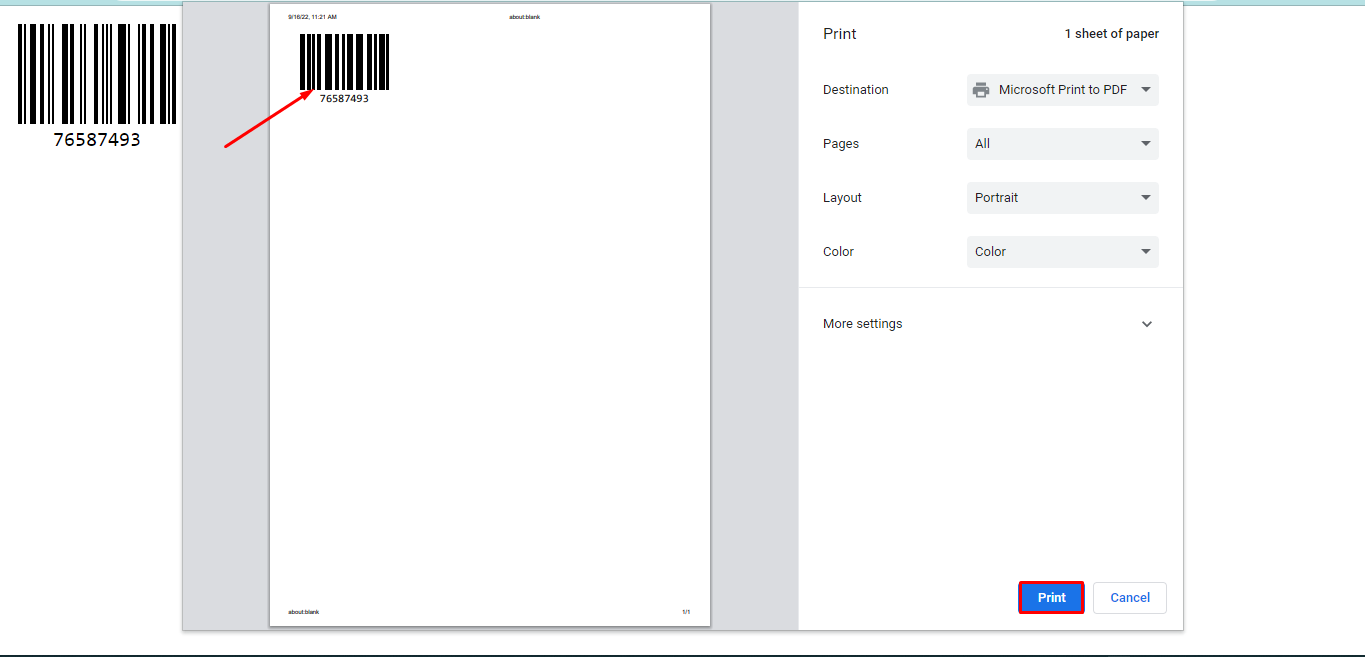 76587493
9/16/22, 11:21 AM about:blank
76587493
about:blank 1/1
Print 1 sheet of paper
Destination Microsoft Print to PDF
Pages All
Layout Portrait
Color Color
More settings
Print Cancel